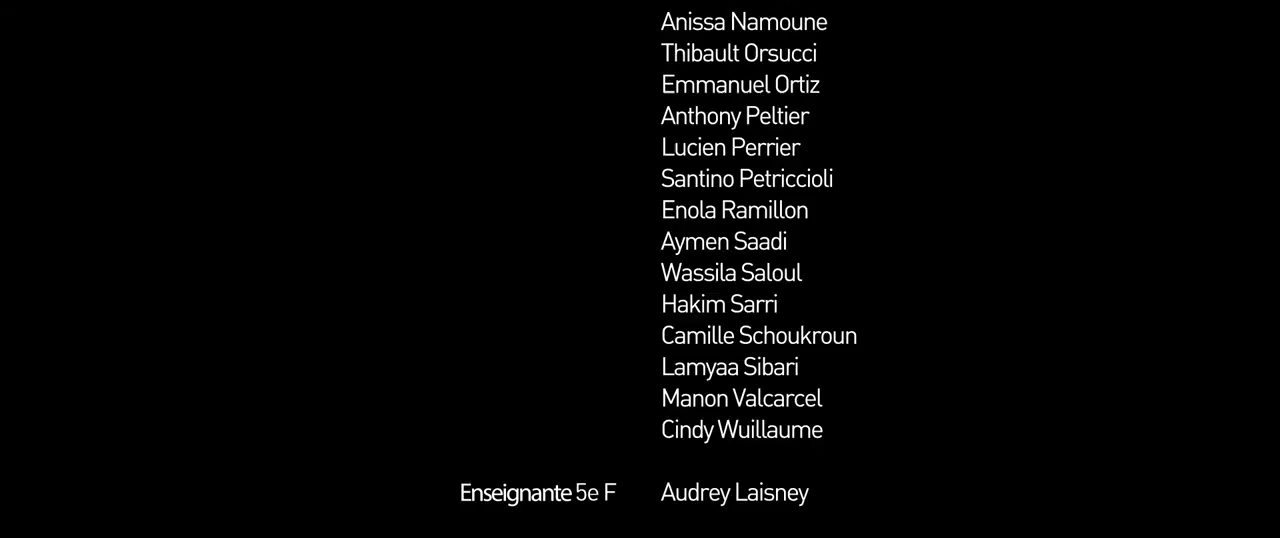 Anissa Namoune
Thibault Orsucci
Emmanuel Ortiz
Anthony Peltier
Lucien Perrier
Santino Petriccioli
Enola Ramillon
Aymen Saadi
Wassila Saloul
Hakim Sarri
Camille Schoukroun
Lamyaa Sibari
Manon Valcarcel
Cindy Wuillaume
Enseignante 5e F Audrey Laisney